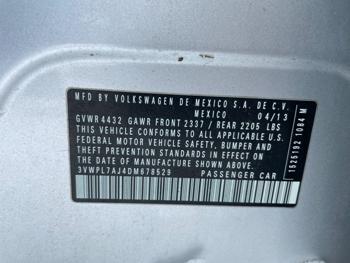 MFD BY VOLKSWAGEN DE MEXICO S.A. DE C.V.
MEXICO 04/13
GVWR 4432 GAWR FRONT 2337 / REAR 2205 LBS.
THIS VEHICLE CONFORMS TO ALL APPLICABLE U.S.
FEDERAL MOTOR VEHICLE SAFETY, BUMPER AND
THEFT PREVENTION STANDARDS IN EFFECT ON
THE DATE OF MANUFACTURE SHOWN ABOVE.
3VWPL7AJ4DM678529 PASSENGER CAR
1525192 1084 M